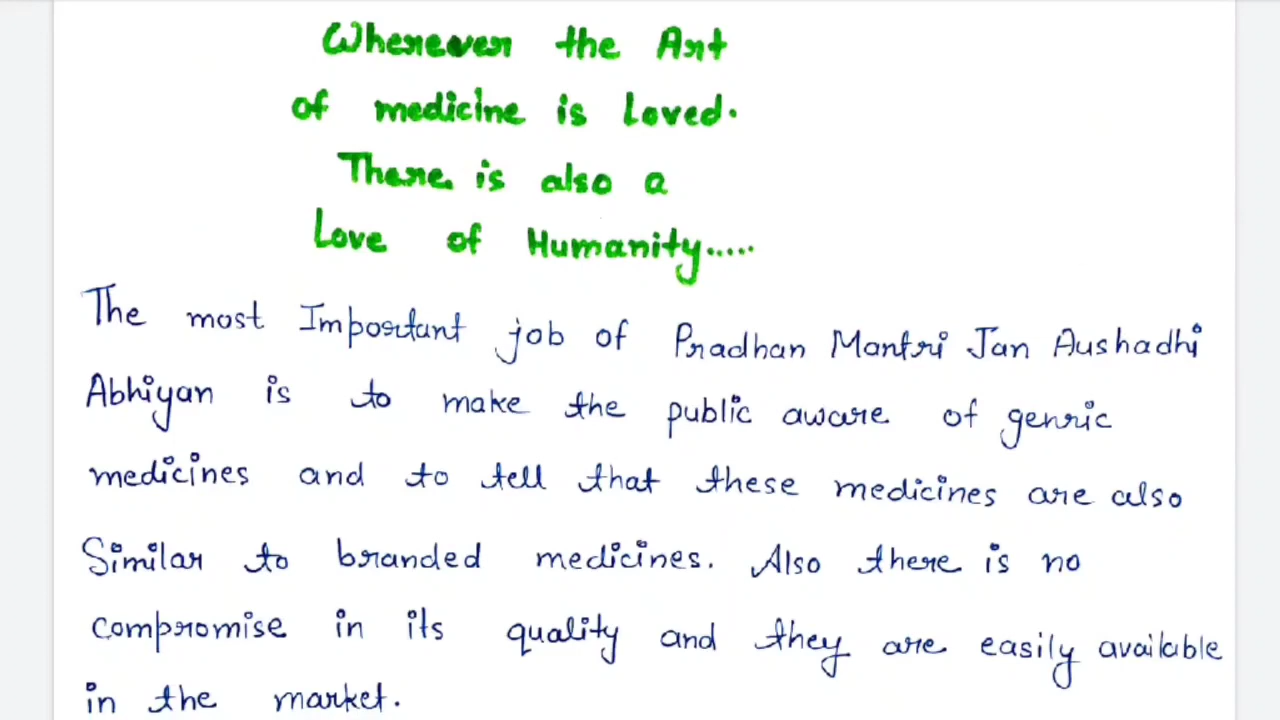 Whenever the Art
of medicine is Loved.
There is also a
Love of Humanity.....
The most Important job of Pradhan Mantri Jan Aushadhi
Abhiyan is to make the public aware of genric
medicines and to tell that these medicines are also
Similar to branded medicines. Also there is no
compromise in its quality and they are easily available
in the market.